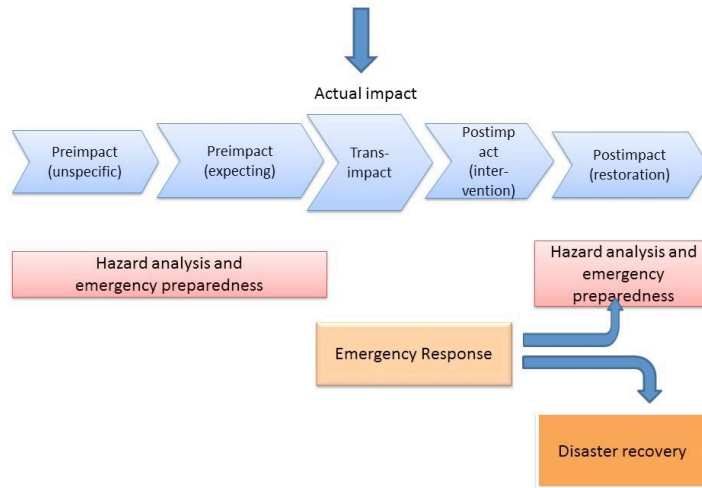 Actual impact
Preimpact
(unspecific)
Preimpact
(expecting)
Trans-
impact
Postimp
act
(inter-
vention)
Postimpact
(restoration)
Hazard analysis and
emergency preparedness
Hazard analysis and
emergency
preparedness
Emergency Response
Disaster recovery